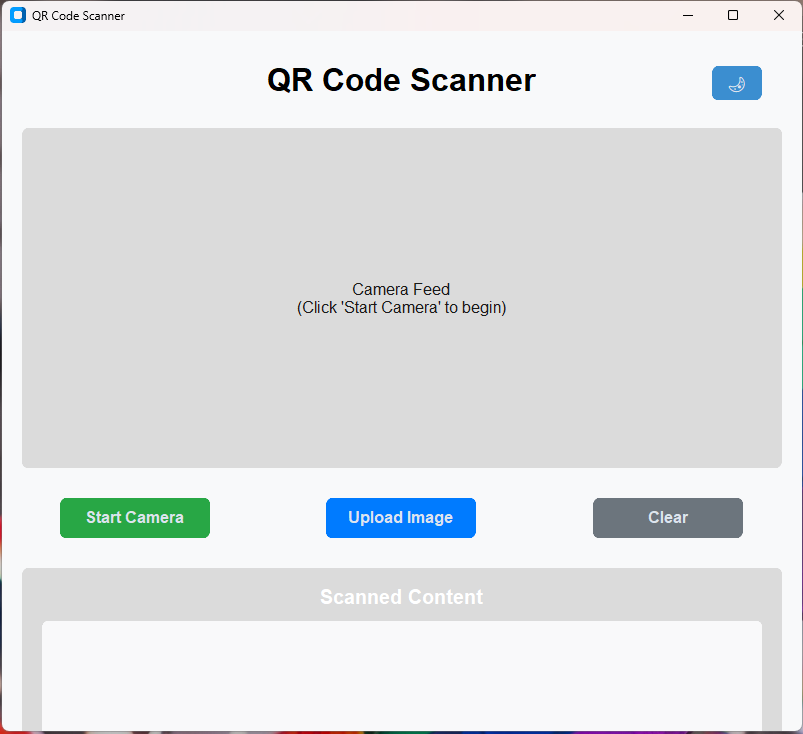 QR Code Scanner
QR Code Scanner
Camera Feed
(Click 'Start Camera' to begin)
Start Camera
Upload Image
Clear
Scanned Content